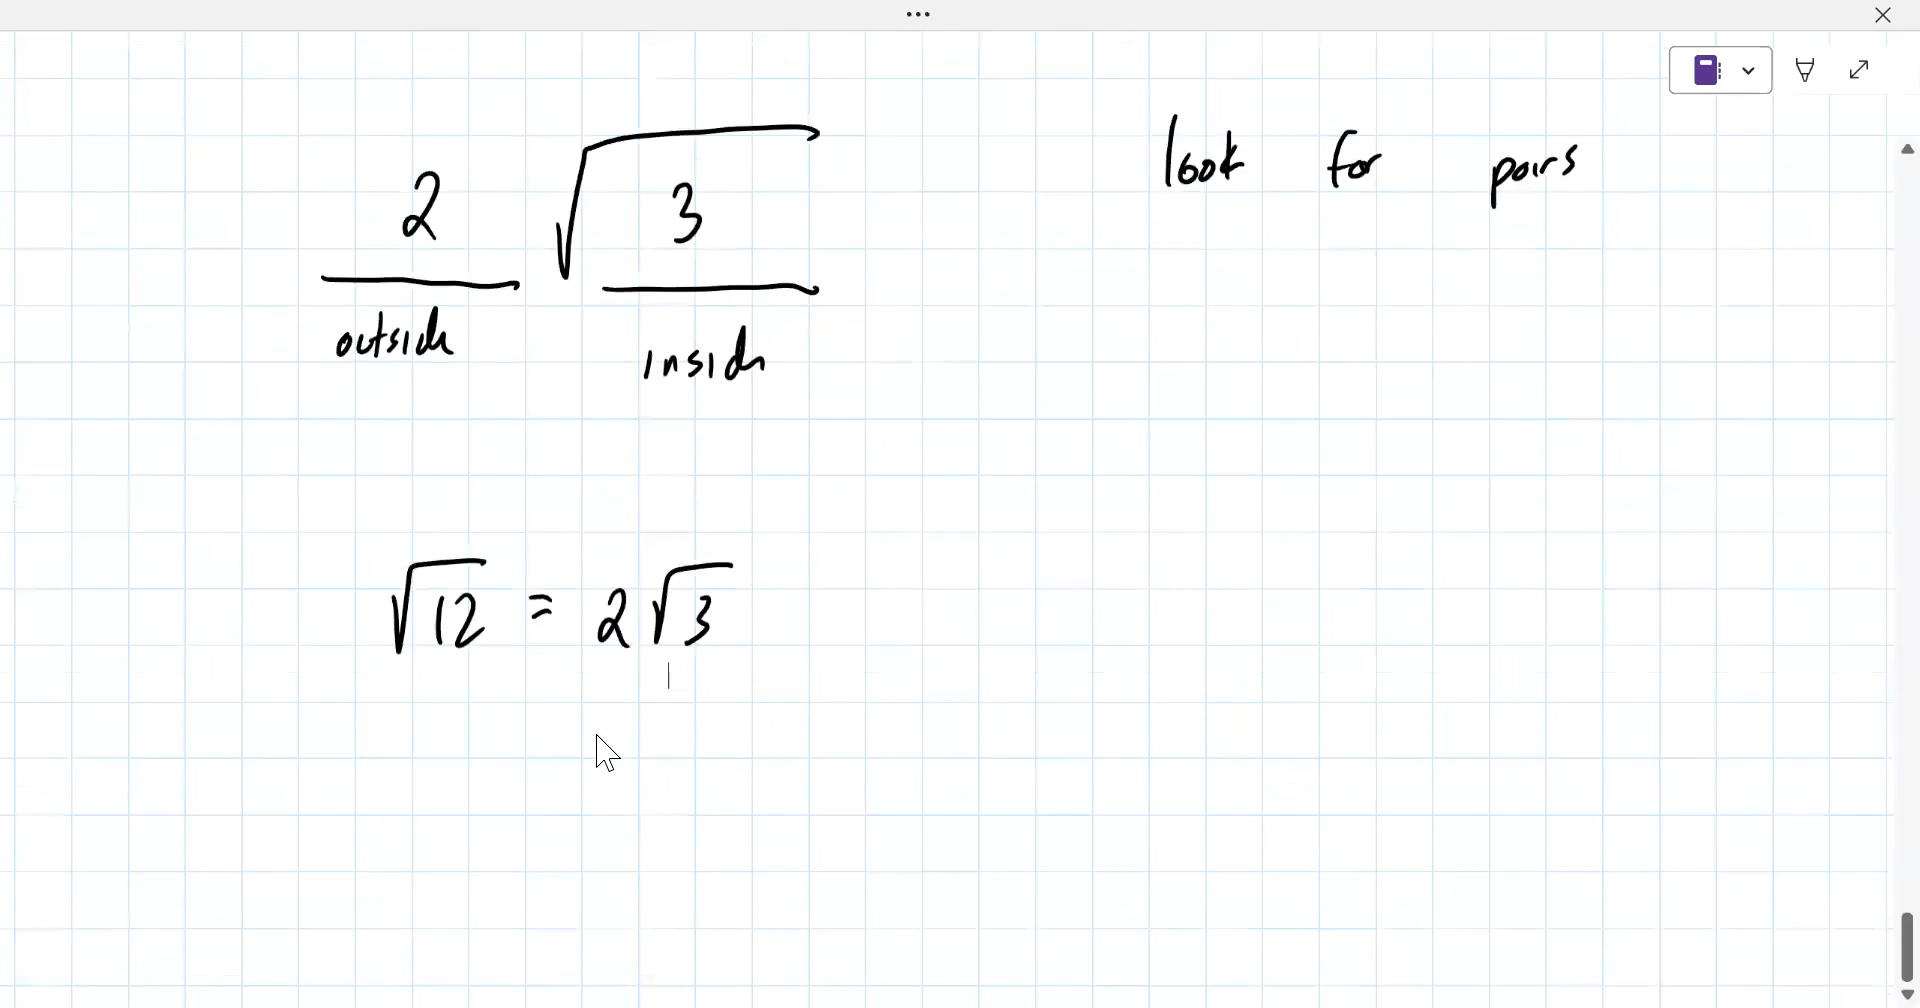 2 √3 look for pairs
outside inside
√12 = 2√3